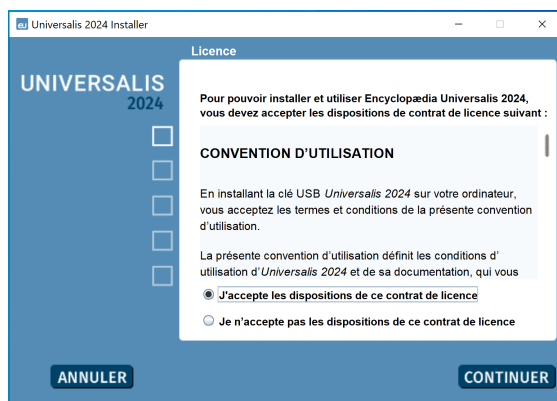 eu Universalis 2024 Installer
Licence
UNIVERSALIS
2024
Pour pouvoir installer et utiliser Encyclopædia Universalis 2024,
vous devez accepter les dispositions de contrat de licence suivant :
CONVENTION D’UTILISATION
En installant la clé USB Universalis 2024 sur votre ordinateur,
vous acceptez les termes et conditions de la présente convention
d’utilisation.
La présente convention d’utilisation définit les conditions d’
utilisation d’Universalis 2024 et de sa documentation, qui vous
J'accepte les dispositions de ce contrat de licence
Je n’accepte pas les dispositions de ce contrat de licence
ANNULER
CONTINUER